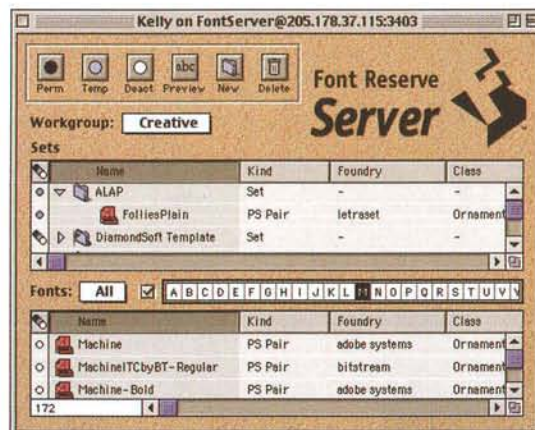 Kelly on FontServer@205.178.37.115:3403
Perm Temp Deact Preview New Delete
abc
Font Reserve
Server
Workgroup: Creative
Sets
Name Kind Foundry Class
ALAP Set - -
FolliesPlain PS Pair letraset Ornament
DiamondSoft Template Set - -
Fonts: All A B C D E F G H I J K L M N O P Q R S T U V
Name Kind Foundry Class
Machine PS Pair adobe systems Ornament
MachineITCbyBT-Regular PS Pair bitstream Ornament
Machine-Bold PS Pair adobe systems Ornament
172